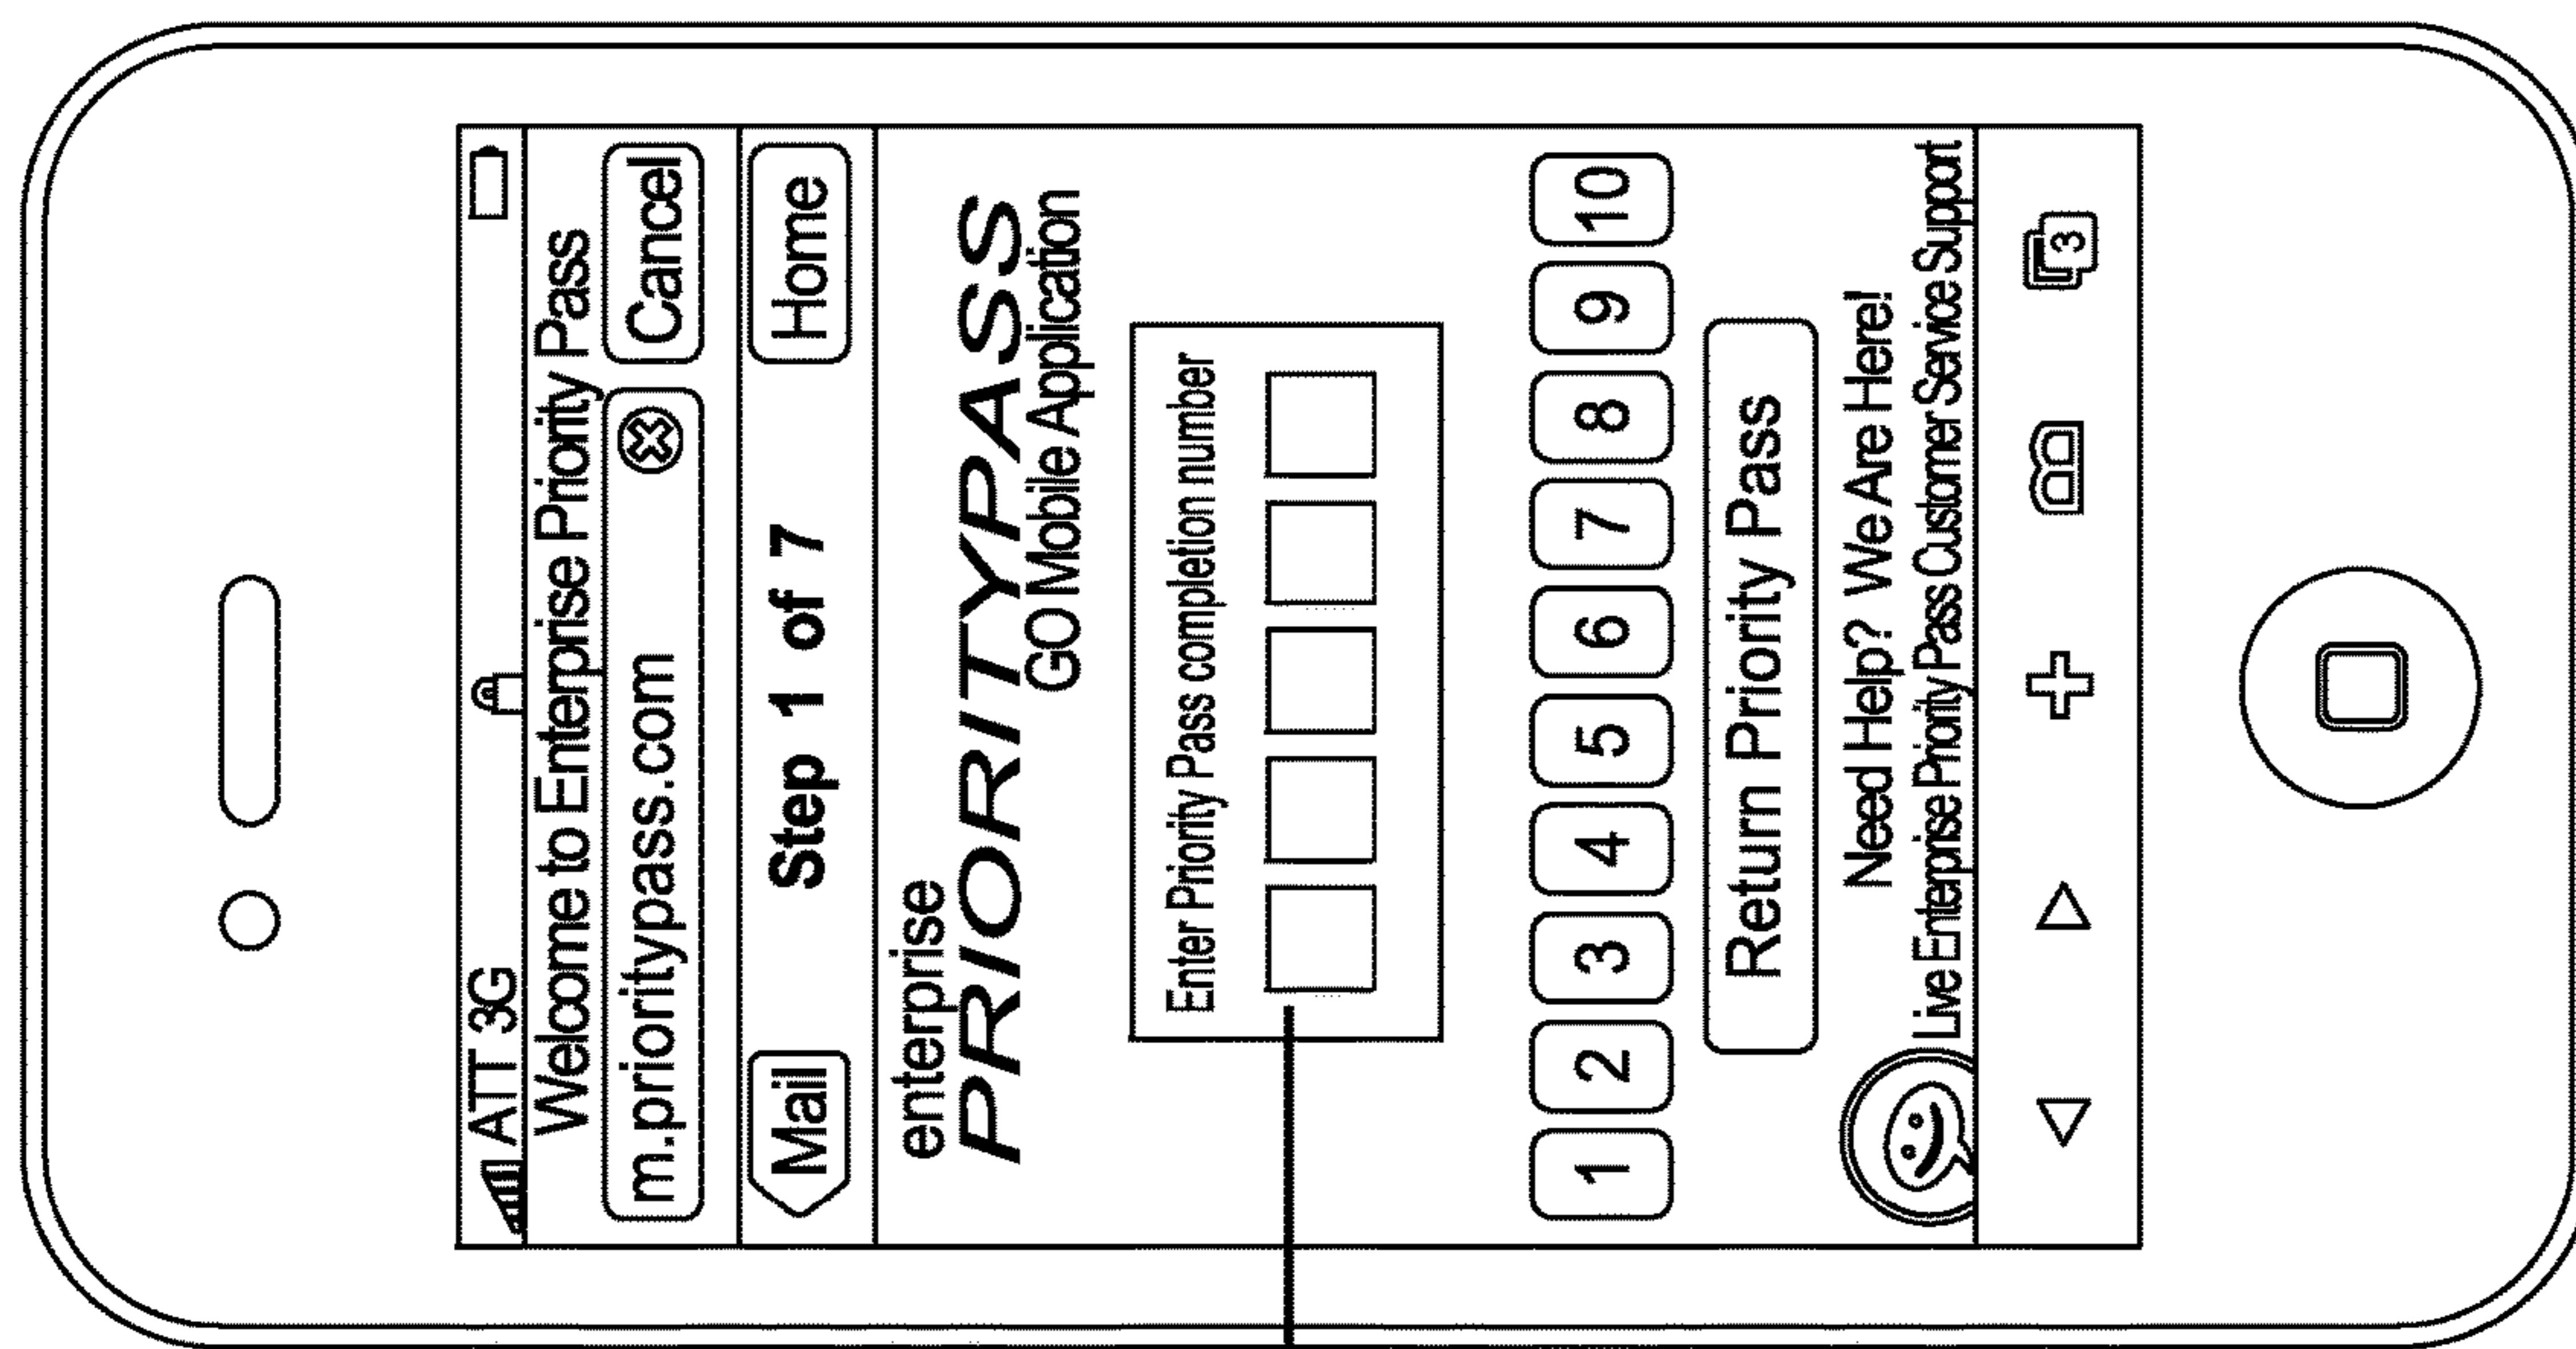 ATT 3G
Welcome to Enterprise Priority Pass
m.prioritypass.com Cancel
Mail Step 1 of 7 Home
enterprise
PRIORITYPASS
GO Mobile Application
Enter Priority Pass completion number
1 2 3 4 5 6 7 8 9 10
Return Priority Pass
Need Help? We Are Here!
Live Enterprise Priority Pass Customer Service Support
3